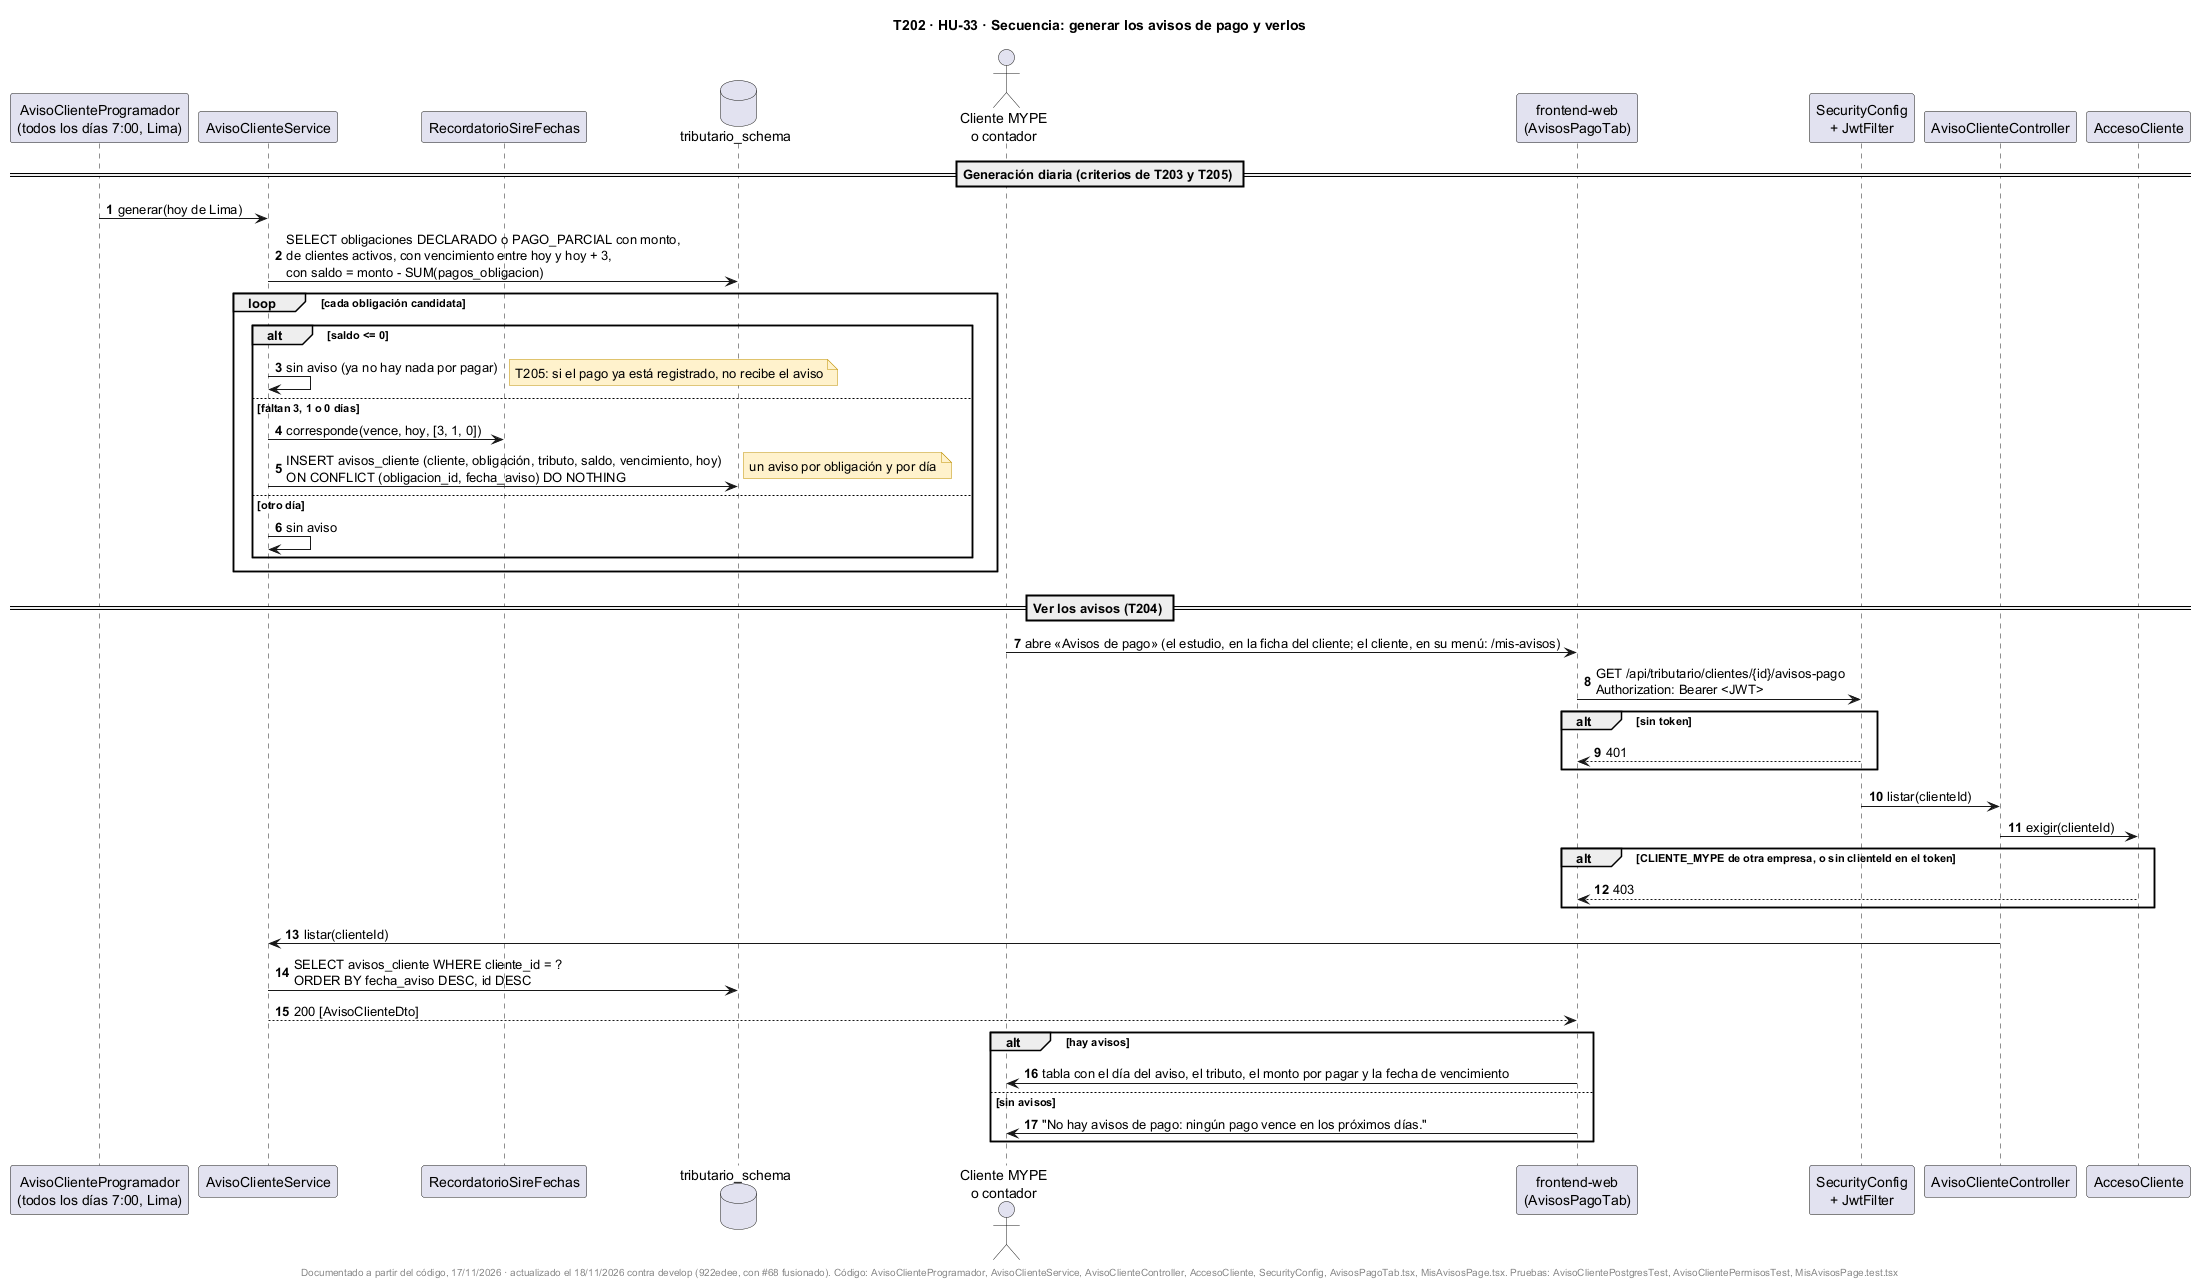 T202 · HU-33 · Secuencia: generar los avisos de pago y verlos
AvisoClienteProgramador
(todos los días 7:00, Lima)
AvisoClienteService
RecordatorioSireFechas
tributario_schema
Cliente MYPE
o contador
frontend-web
(AvisosPagoTab)
SecurityConfig
+ JwtFilter
AvisoClienteController
AccesoCliente
Generación diaria (criterios de T203 y T205)
1 generar(hoy de Lima)
SELECT obligaciones DECLARADO o PAGO_PARCIAL con monto,
2 de clientes activos, con vencimiento entre hoy y hoy + 3,
con saldo = monto - SUM(pagos_obligacion)
loop [cada obligación candidata]
alt [saldo <= 0]
3 sin aviso (ya no hay nada por pagar)
T205: si el pago ya está registrado, no recibe el aviso
[faltan 3, 1 o 0 días]
4 corresponde(vence, hoy, [3, 1, 0])
5 INSERT avisos_cliente (cliente, obligación, tributo, saldo, vencimiento, hoy)
ON CONFLICT (obligacion_id, fecha_aviso) DO NOTHING
un aviso por obligación y por día
[otro día]
6 sin aviso
Ver los avisos (T204)
7 abre «Avisos de pago» (el estudio, en la ficha del cliente; el cliente, en su menú: /mis-avisos)
8 GET /api/tributario/clientes/{id}/avisos-pago
Authorization: Bearer <JWT>
alt [sin token]
9 401
10 listar(clienteId)
11 exigir(clienteId)
alt [CLIENTE_MYPE de otra empresa, o sin clienteId en el token]
12 403
13 listar(clienteId)
14 SELECT avisos_cliente WHERE cliente_id = ?
ORDER BY fecha_aviso DESC, id DESC
15 200 [AvisoClienteDto]
alt [hay avisos]
16 tabla con el día del aviso, el tributo, el monto por pagar y la fecha de vencimiento
[sin avisos]
17 "No hay avisos de pago: ningún pago vence en los próximos días."
AvisoClienteProgramador
(todos los días 7:00, Lima)
AvisoClienteService
RecordatorioSireFechas
tributario_schema
Cliente MYPE
o contador
frontend-web
(AvisosPagoTab)
SecurityConfig
+ JwtFilter
AvisoClienteController
AccesoCliente
Documentado a partir del código, 17/11/2026 · actualizado el 18/11/2026 contra develop (922edee, con #68 fusionado). Código: AvisoClienteProgramador, AvisoClienteService, AvisoClienteController, AccesoCliente, SecurityConfig, AvisosPagoTab.tsx, MisAvisosPage.tsx. Pruebas: AvisoClientePostgresTest, AvisoClientePermisosTest, MisAvisosPage.test.tsx